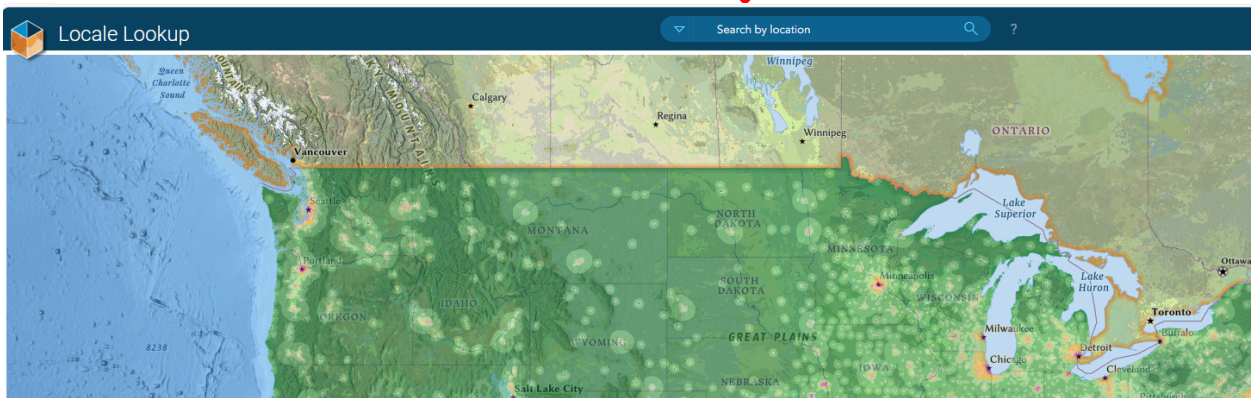 Locale Lookup
Search by location
?
Queen
Charlotte
Sound
Winnipeg
Calgary
Regina
Winnipeg
ONTARIO
Vancouver
Seattle
Lake
Superior
NORTH
DAKOTA
MONTANA
MINNESOTA
Ottawa
Portland
Minneapolis
Lake
Huron
SOUTH
DAKOTA
WISCONSIN
IDAHO
OREGON
Toronto
Milwaukee
Buffalo
GREAT PLAINS
8238
WYOMING
Detroit
Chicago
IOWA
Cleveland
NEBRASKA
Salt Lake City